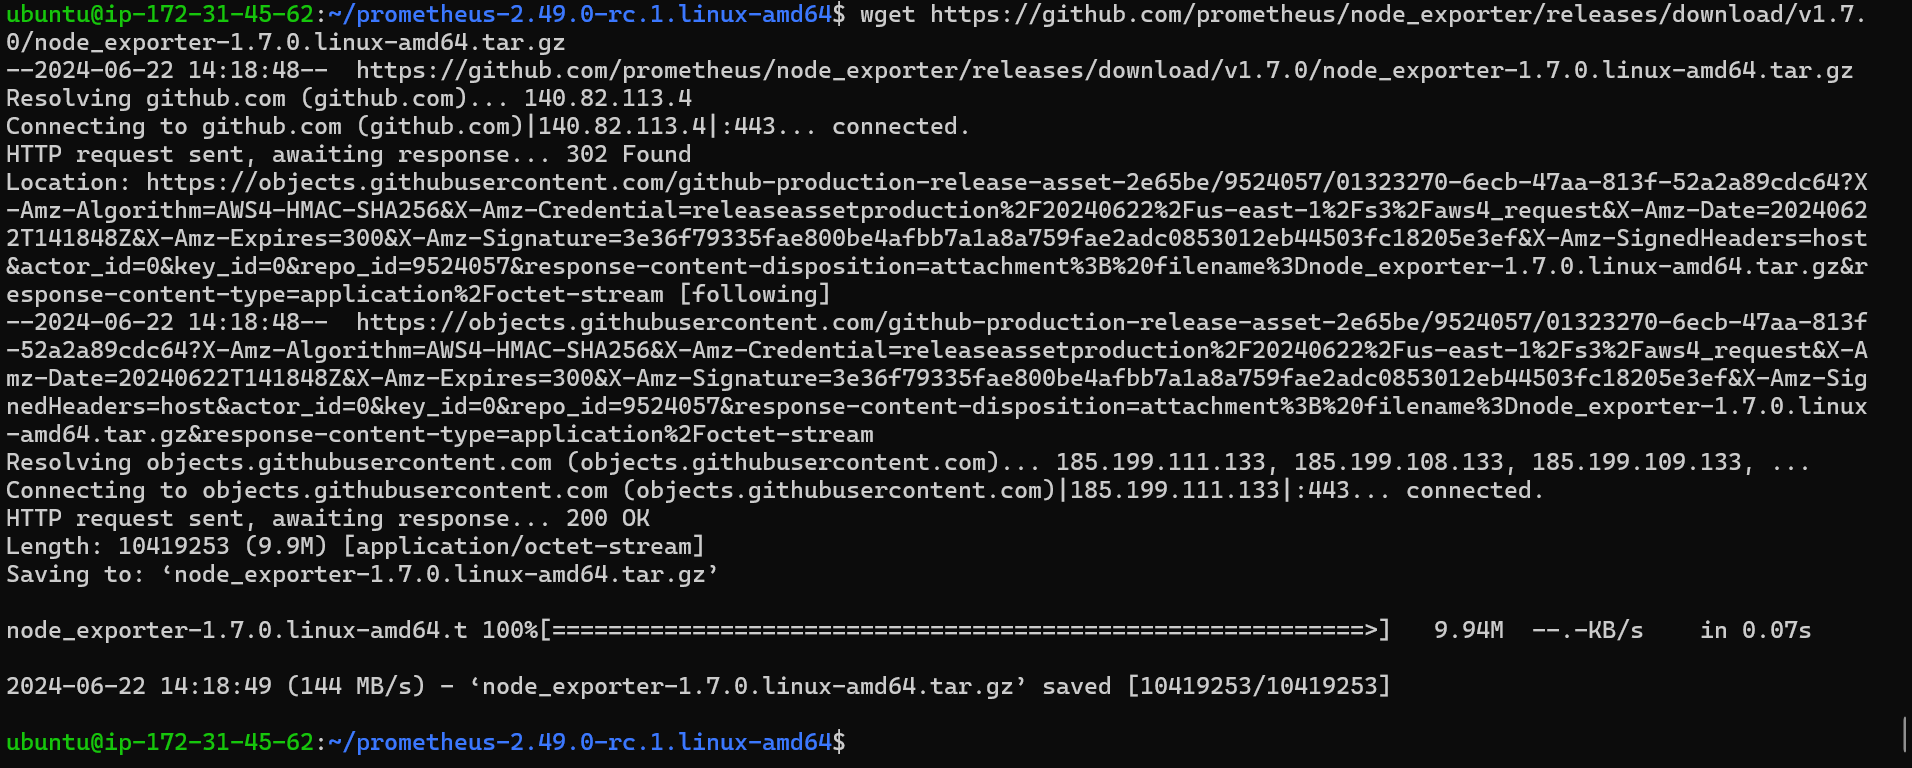 ubuntu@ip-172-31-45-62:~/prometheus-2.49.0-rc.1.linux-amd64$ wget https://github.com/prometheus/node_exporter/releases/download/v1.7.
0/node_exporter-1.7.0.linux-amd64.tar.gz
--2024-06-22 14:18:48--  https://github.com/prometheus/node_exporter/releases/download/v1.7.0/node_exporter-1.7.0.linux-amd64.tar.gz
Resolving github.com (github.com)... 140.82.113.4
Connecting to github.com (github.com)|140.82.113.4|:443... connected.
HTTP request sent, awaiting response... 302 Found
Location: https://objects.githubusercontent.com/github-production-release-asset-2e65be/9524057/01323270-6ecb-47aa-813f-52a2a89cdc64?X
-Amz-Algorithm=AWS4-HMAC-SHA256&X-Amz-Credential=releaseassetproduction%2F20240622%2Fus-east-1%2Fs3%2Faws4_request&X-Amz-Date=2024062
2T141848Z&X-Amz-Expires=300&X-Amz-Signature=3e36f79335fae800be4afbb7a1a8a759fae2adc0853012eb44503fc18205e3ef&X-Amz-SignedHeaders=host
&actor_id=0&key_id=0&repo_id=9524057&response-content-disposition=attachment%3B%20filename%3Dnode_exporter-1.7.0.linux-amd64.tar.gz&r
esponse-content-type=application%2Foctet-stream [following]
--2024-06-22 14:18:48--  https://objects.githubusercontent.com/github-production-release-asset-2e65be/9524057/01323270-6ecb-47aa-813f
-52a2a89cdc64?X-Amz-Algorithm=AWS4-HMAC-SHA256&X-Amz-Credential=releaseassetproduction%2F20240622%2Fus-east-1%2Fs3%2Faws4_request&X-A
mz-Date=20240622T141848Z&X-Amz-Expires=300&X-Amz-Signature=3e36f79335fae800be4afbb7a1a8a759fae2adc0853012eb44503fc18205e3ef&X-Amz-Sig
nedHeaders=host&actor_id=0&key_id=0&repo_id=9524057&response-content-disposition=attachment%3B%20filename%3Dnode_exporter-1.7.0.linux
-amd64.tar.gz&response-content-type=application%2Foctet-stream
Resolving objects.githubusercontent.com (objects.githubusercontent.com)... 185.199.111.133, 185.199.108.133, 185.199.109.133, ...
Connecting to objects.githubusercontent.com (objects.githubusercontent.com)|185.199.111.133|:443... connected.
HTTP request sent, awaiting response... 200 OK
Length: 10419253 (9.9M) [application/octet-stream]
Saving to: ‘node_exporter-1.7.0.linux-amd64.tar.gz’
node_exporter-1.7.0.linux-amd64.t 100%[==========================================================>]   9.94M  --.-KB/s    in 0.07s
2024-06-22 14:18:49 (144 MB/s) - ‘node_exporter-1.7.0.linux-amd64.tar.gz’ saved [10419253/10419253]
ubuntu@ip-172-31-45-62:~/prometheus-2.49.0-rc.1.linux-amd64$